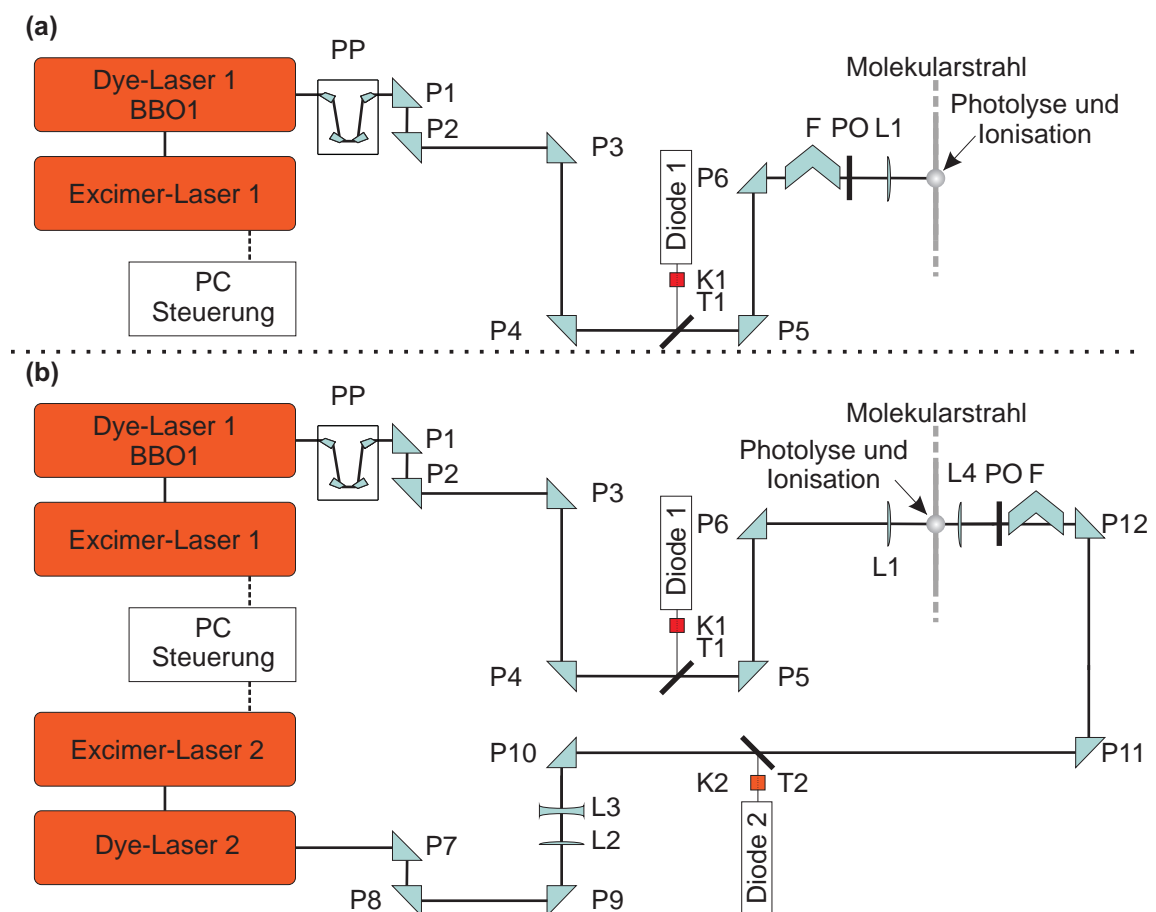 (a)
PP
Dye-Laser 1
BBO1
P1
P2
Excimer-Laser 1
PC
Steuerung
P3
P4
Diode 1
K1
T1
P5
P6
F PO L1
Molekularstrahl
Photolyse und
Ionisation
(b)
PP
Dye-Laser 1
BBO1
P1
P2
Excimer-Laser 1
PC
Steuerung
P3
P4
Diode 1
K1
T1
P5
P6
L1
Molekularstrahl
Photolyse und
Ionisation
L4 PO F
P12
P11
Excimer-Laser 2
Dye-Laser 2
P7
P8
P9
P10
L3
L2
K2 T2
Diode 2